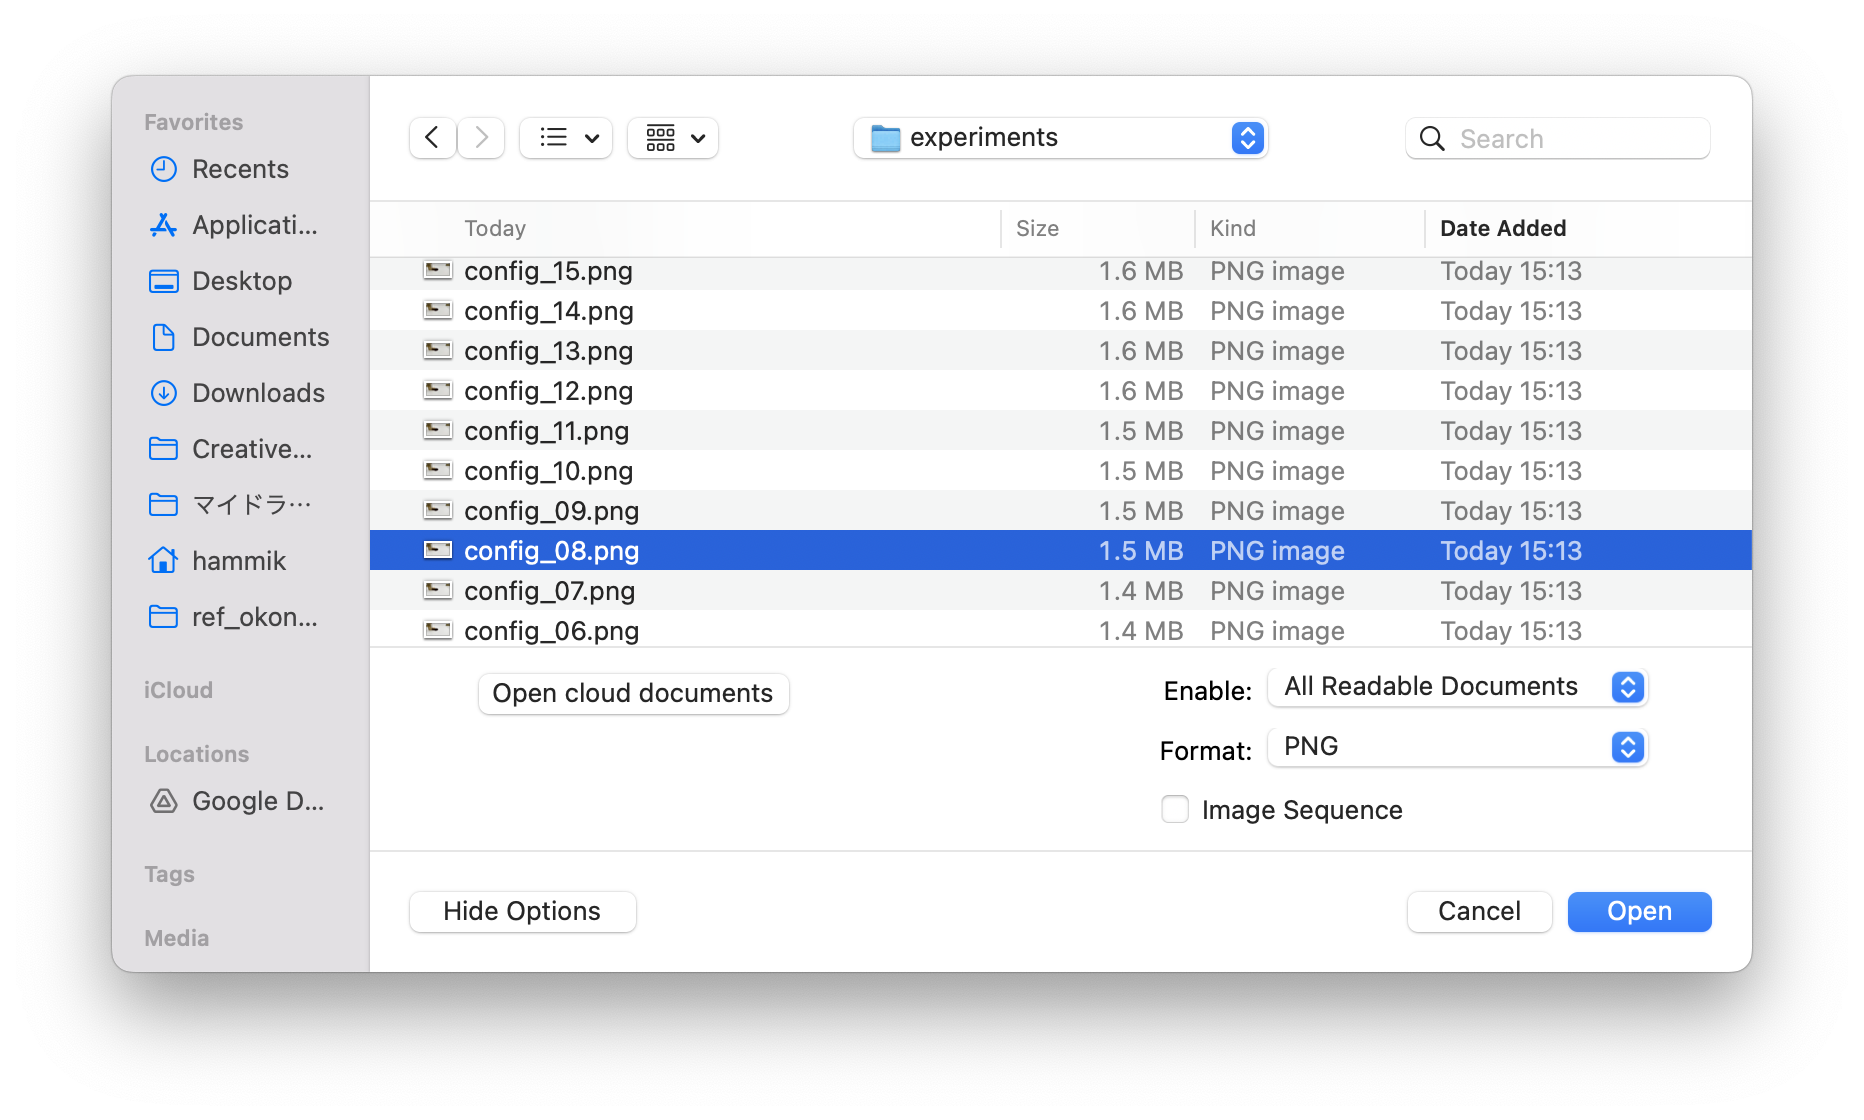 Favorites
Recents
Applicati...
Desktop
Documents
Downloads
Creative...
マイドラ…
hammik
ref_okon...
iCloud
Locations
Google D...
Tags
Media
experiments
Search
Today Size Kind Date Added
config_15.png 1.6 MB PNG image Today 15:13
config_14.png 1.6 MB PNG image Today 15:13
config_13.png 1.6 MB PNG image Today 15:13
config_12.png 1.6 MB PNG image Today 15:13
config_11.png 1.5 MB PNG image Today 15:13
config_10.png 1.5 MB PNG image Today 15:13
config_09.png 1.5 MB PNG image Today 15:13
config_08.png 1.5 MB PNG image Today 15:13
config_07.png 1.4 MB PNG image Today 15:13
config_06.png 1.4 MB PNG image Today 15:13
Open cloud documents
Enable: All Readable Documents
Format: PNG
Image Sequence
Hide Options
Cancel
Open